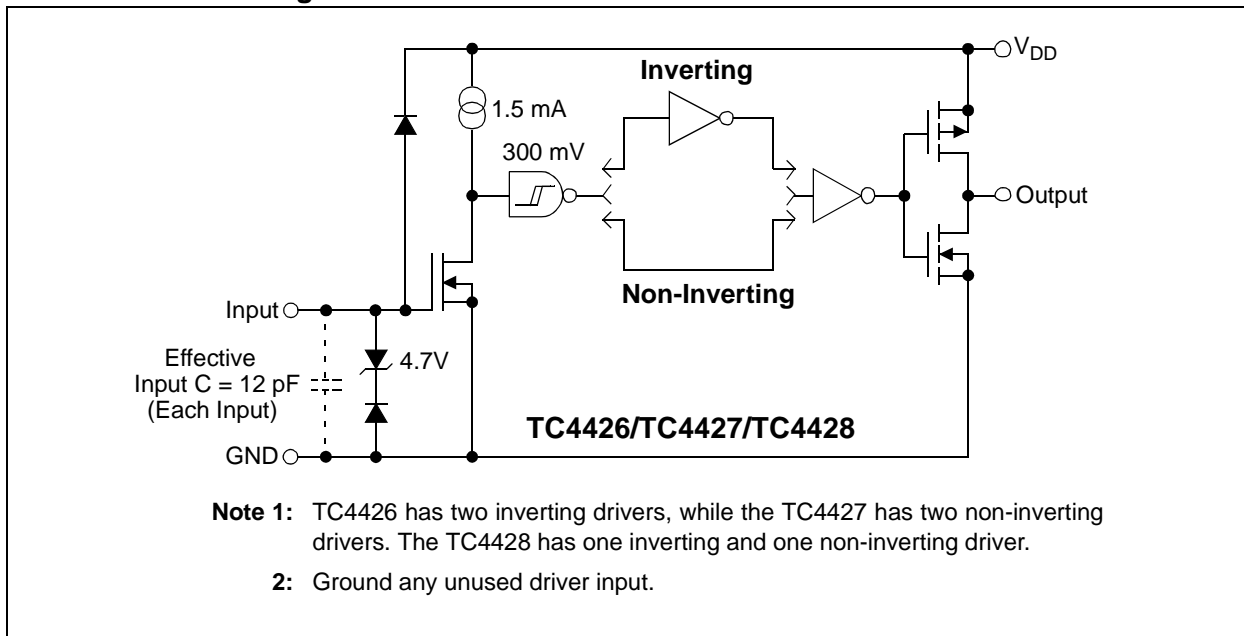 V_DD
Inverting
1.5 mA
300 mV
Output
Non-Inverting
Input
Effective
Input C = 12 pF
(Each Input)
4.7V
TC4426/TC4427/TC4428
GND
Note 1: TC4426 has two inverting drivers, while the TC4427 has two non-inverting
drivers. The TC4428 has one inverting and one non-inverting driver.
2: Ground any unused driver input.